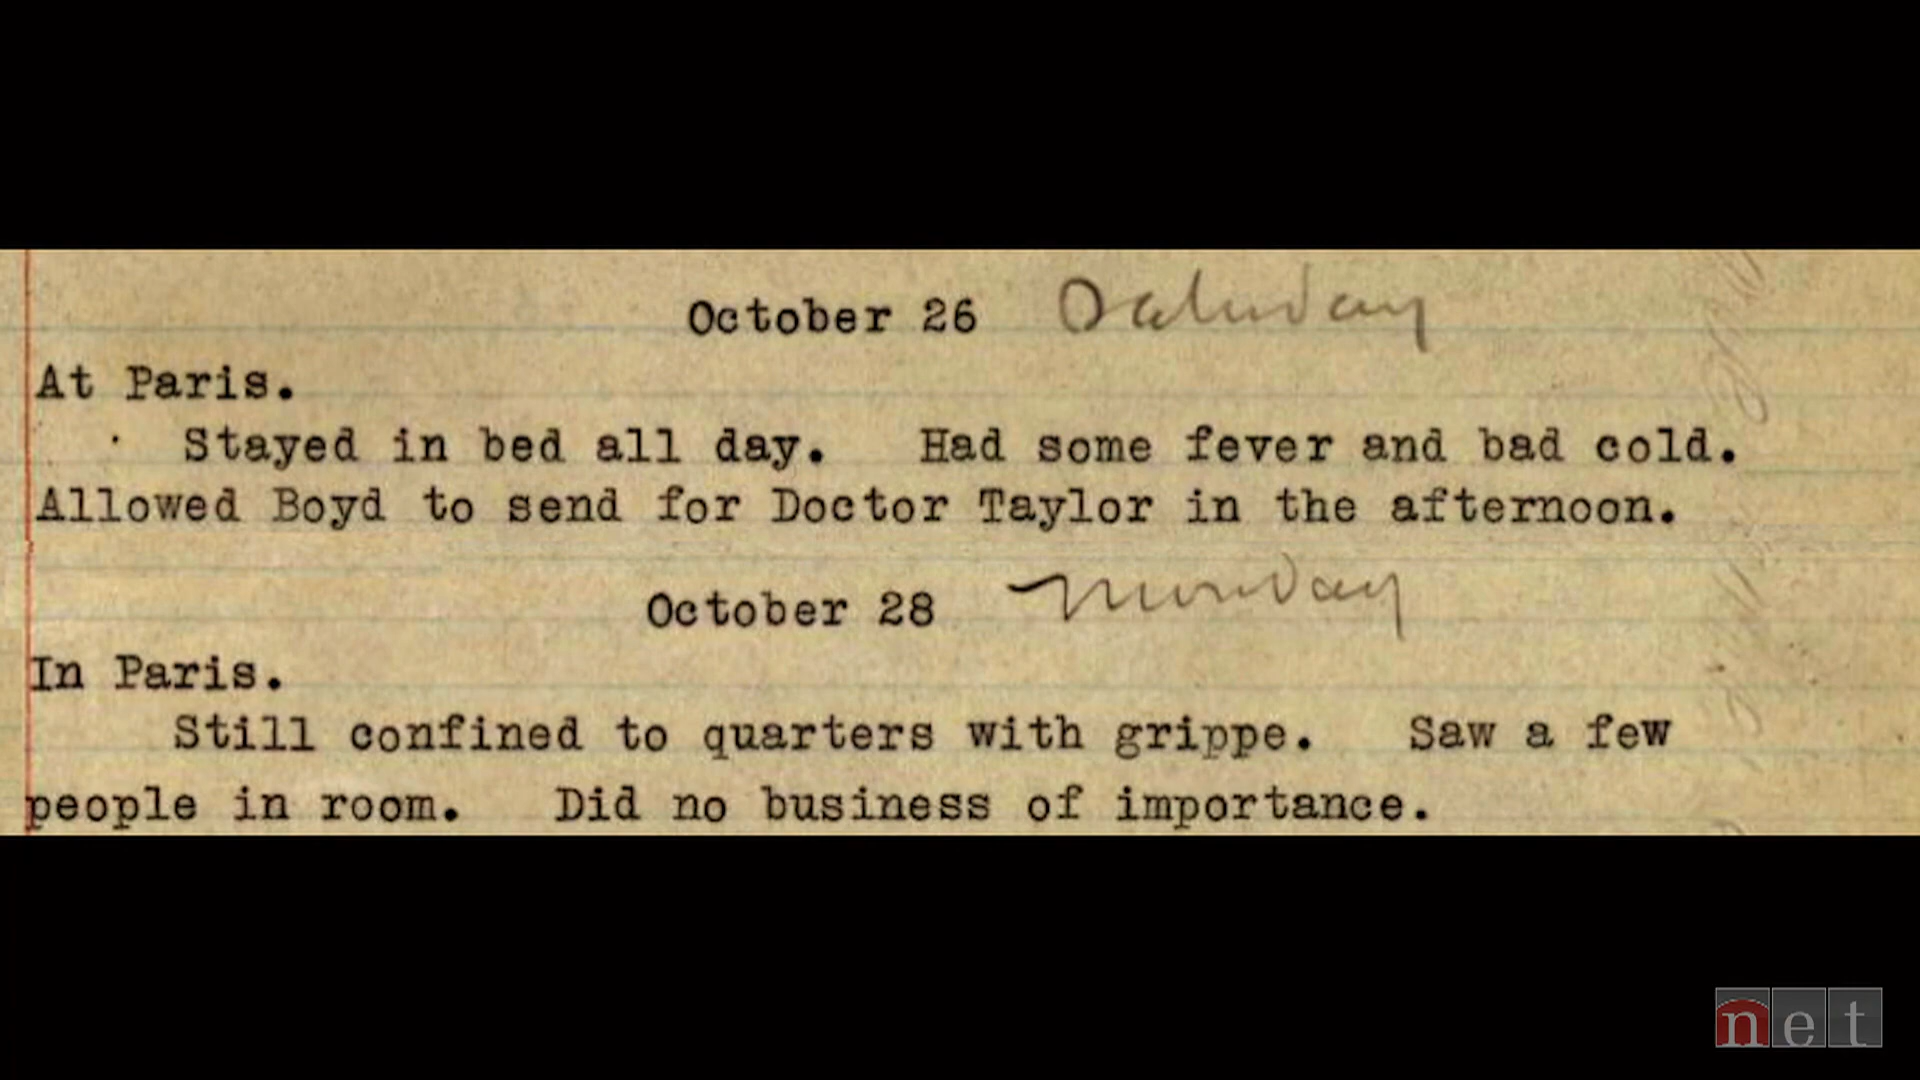 October 26 Saturday
At Paris.
Stayed in bed all day. Had some fever and bad cold.
Allowed Boyd to send for Doctor Taylor in the afternoon.
October 28 Monday
In Paris.
Still confined to quarters with grippe. Saw a few
people in room. Did no business of importance.
net